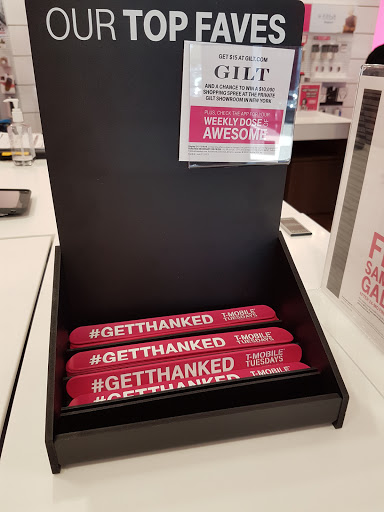 OUR TOP FAVES
GET $15 AT GILT.COM
GILT
AND A CHANCE TO WIN A $10,000
SHOPPING SPREE AT THE PRIVATE
GILT SHOWROOM IN NEW YORK
PLUS, CHECK THE APP FOR YOUR
WEEKLY DOSE OF
AWESOME
#GETTHANKED T-MOBILE TUESDAYS
#GETTHANKED T-MOBILE TUESDAYS
#GETTHANKED T-MOBILE TUESDAYS
#GETTHANKED